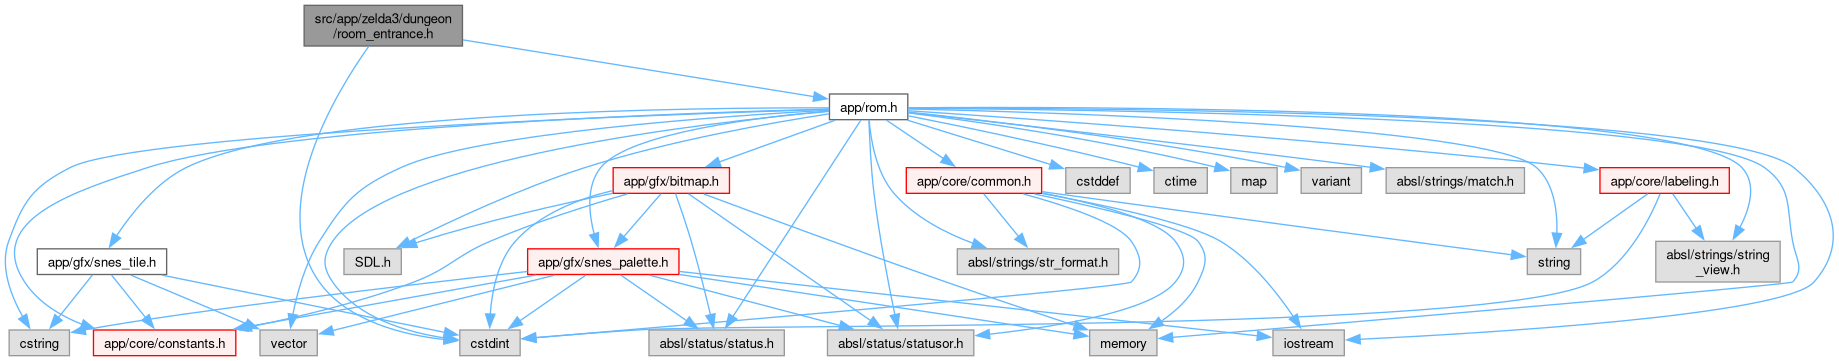 src/app/zelda3/dungeon
/room_entrance.h
app/rom.h
app/gfx/bitmap.h
app/core/common.h
cstddef
ctime
map
variant
absl/strings/match.h
app/core/labeling.h
app/gfx/snes_tile.h
SDL.h
app/gfx/snes_palette.h
absl/strings/str_format.h
string
absl/strings/string
_view.h
cstring
app/core/constants.h
vector
cstdint
absl/status/status.h
absl/status/statusor.h
memory
iostream